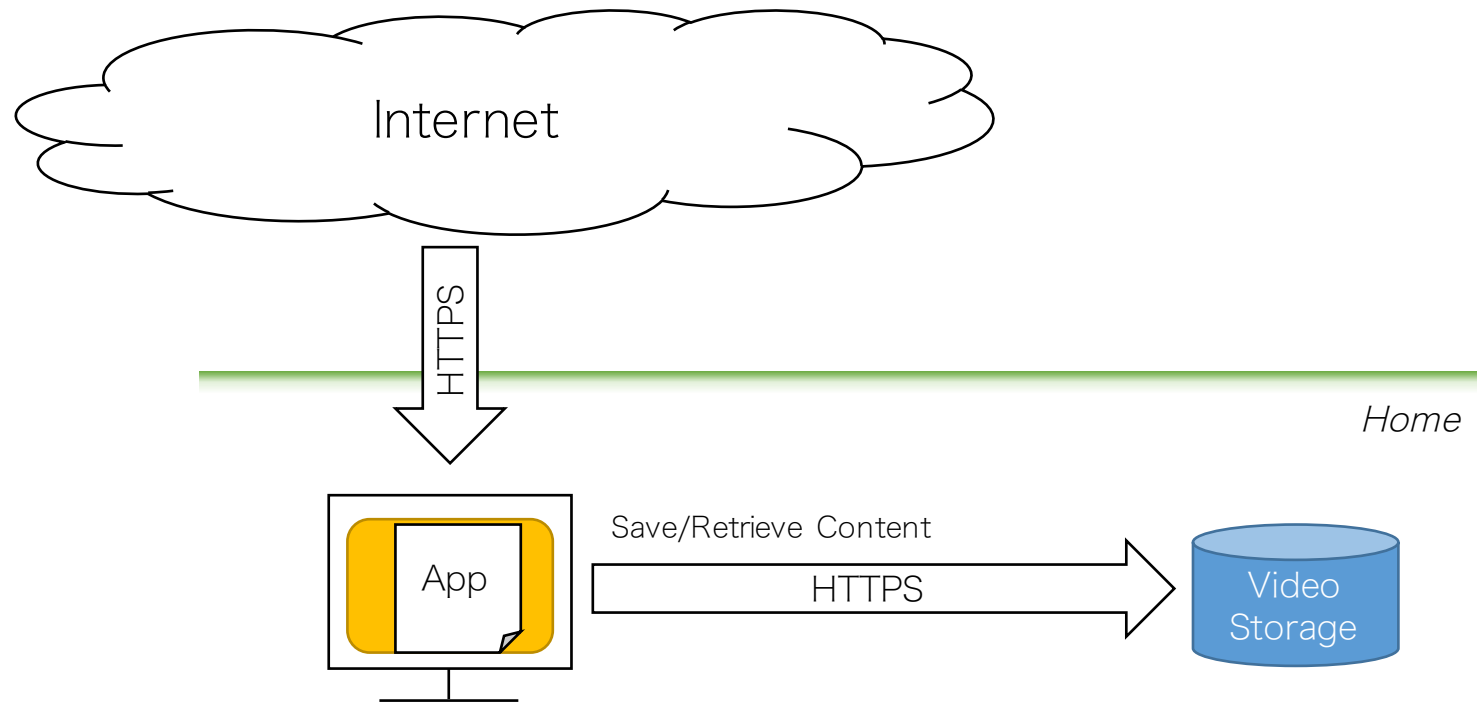 Internet
HTTPS
Home
Save/Retrieve Content
App
HTTPS
Video
Storage